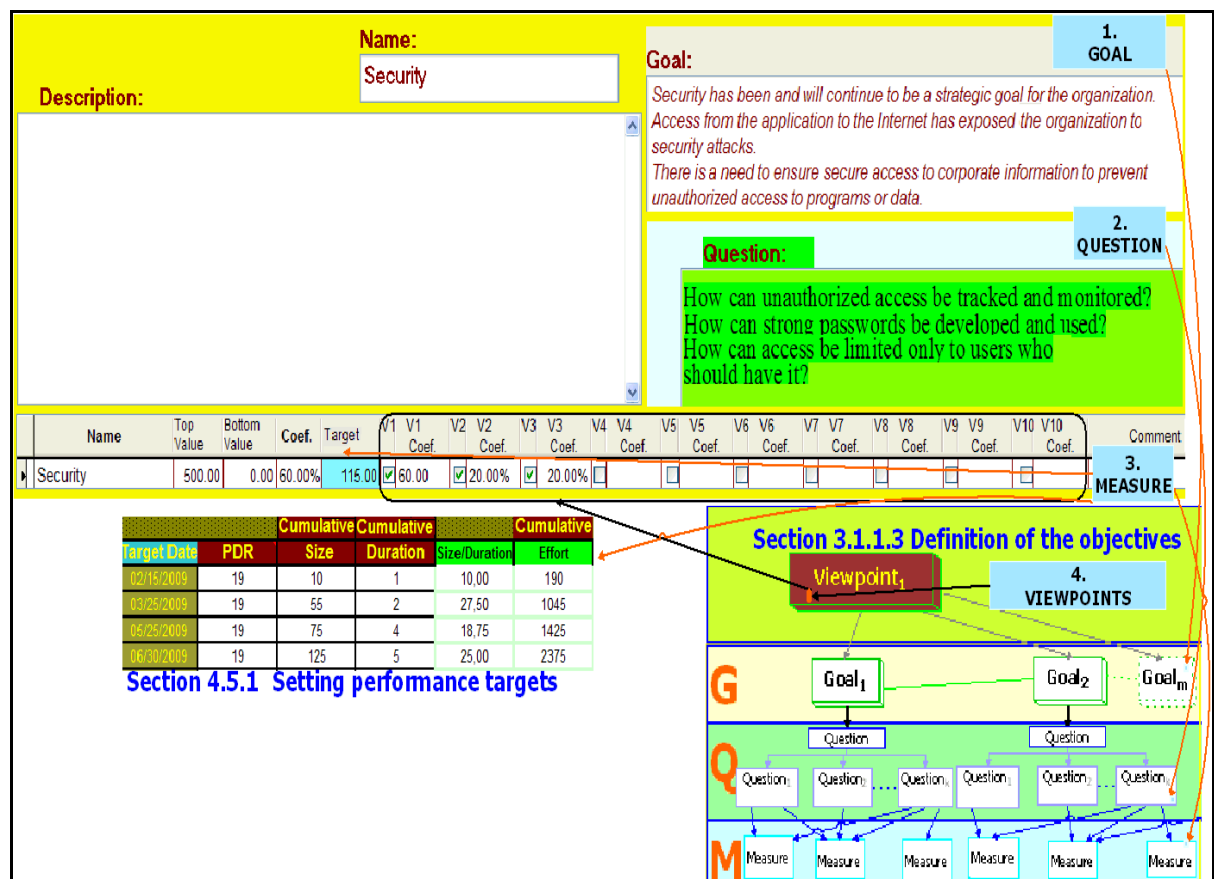 Name:
Security
Description:
1.
GOAL
Goal:
Security has been and will continue to be a strategic goal for the organization.
Access from the application to the Internet has exposed the organization to
security attacks.
There is a need to ensure secure access to corporate information to prevent
unauthorized access to programs or data.
2.
QUESTION
Question:
How can unauthorized access be tracked and monitored?
How can strong passwords be developed and used?
How can access be limited only to users who
should have it?
Name Top Value Bottom Value Coef. Target V1 V1 Coef. V2 V2 Coef. V3 V3 Coef. V4 V4 Coef. V5 V5 Coef. V6 V6 Coef. V7 V7 Coef. V8 V8 Coef. V9 V9 Coef. V10 V10 Coef. Comment
Security 500.00 0.00 60.00% 115.00 60.00 20.00% 20.00%
3.
MEASURE
Cumulative Cumulative Cumulative
Target Date PDR Size Duration Size/Duration Effort
02/15/2009 19 10 1 10,00 190
03/25/2009 19 55 2 27,50 1045
05/25/2009 19 75 4 18,75 1425
06/30/2009 19 125 5 25,00 2375
Section 4.5.1 Setting performance targets
Section 3.1.1.3 Definition of the objectives
Viewpoint1
4.
VIEWPOINTS
G
Goal1 Goal2 Goalm
Q
Question Question
Question1 Question2 Questionk Question1 Question2 Questionk
M
Measure Measure Measure Measure Measure Measure